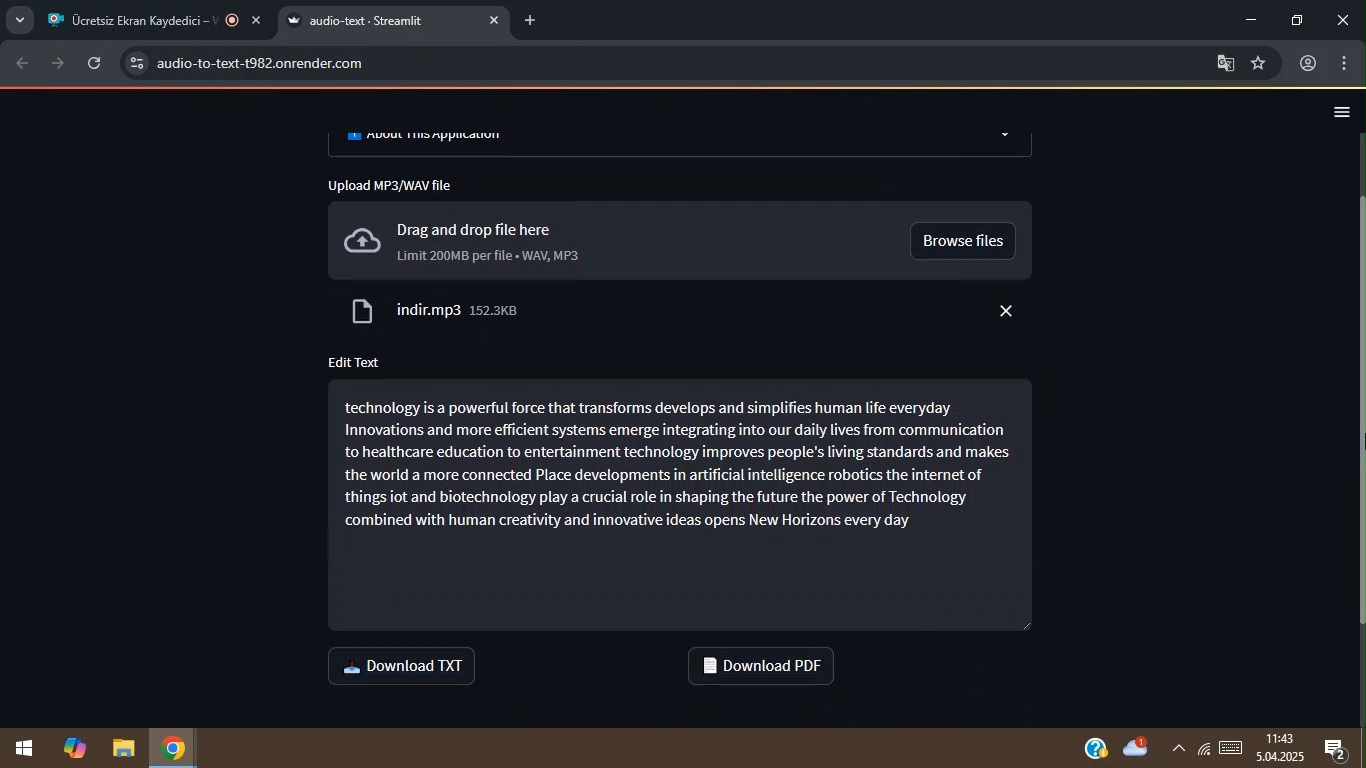 Ücretsiz Ekran Kaydedici –
audio-text · Streamlit
audio-to-text-t982.onrender.com
About This Application
Upload MP3/WAV file
Drag and drop file here
Limit 200MB per file • WAV, MP3
Browse files
indir.mp3 152.3KB
Edit Text
technology is a powerful force that transforms develops and simplifies human life everyday
Innovations and more efficient systems emerge integrating into our daily lives from communication
to healthcare education to entertainment technology improves people's living standards and makes
the world a more connected Place developments in artificial intelligence robotics the internet of
things iot and biotechnology play a crucial role in shaping the future the power of Technology
combined with human creativity and innovative ideas opens New Horizons every day
Download TXT
Download PDF
1
11:43
5.04.2025
2